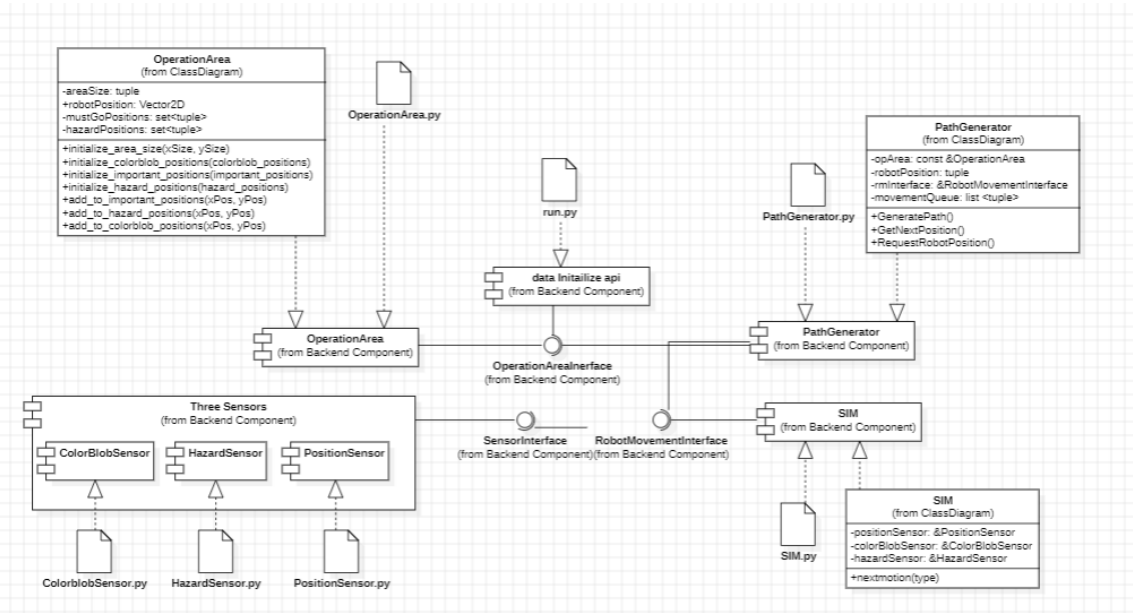 OperationArea
(from ClassDiagram)
-areaSize: tuple
+robotPosition: Vector2D
-mustGoPositions: set<tuple>
-hazardPositions: set<tuple>
+initialize_area_size(xSize, ySize)
+initialize_colorblob_positions(colorblob_positions)
+initialize_important_positions(important_positions)
+initialize_hazard_positions(hazard_positions)
+add_to_important_positions(xPos, yPos)
+add_to_hazard_positions(xPos, yPos)
+add_to_colorblob_positions(xPos, yPos)
OperationArea.py
run.py
PathGenerator.py
PathGenerator
(from ClassDiagram)
-opArea: const &OperationArea
-robotPosition: tuple
-rmInterface: &RobotMovementInterface
-movementQueue: list <tuple>
+GeneratePath()
+GetNextPosition()
+RequestRobotPosition()
data Initailize api
(from Backend Component)
OperationArea
(from Backend Component)
OperationAreaInerface
(from Backend Component)
PathGenerator
(from Backend Component)
Three Sensors
(from Backend Component)
ColorBlobSensor
HazardSensor
PositionSensor
SensorInterface
(from Backend Component)
RobotMovementInterface
(from Backend Component)
SIM
(from Backend Component)
ColorblobSensor.py
HazardSensor.py
PositionSensor.py
SIM.py
SIM
(from ClassDiagram)
-positionSensor: &PositionSensor
-colorBlobSensor: &ColorBlobSensor
-hazardSensor: &HazardSensor
+nextmotion(type)